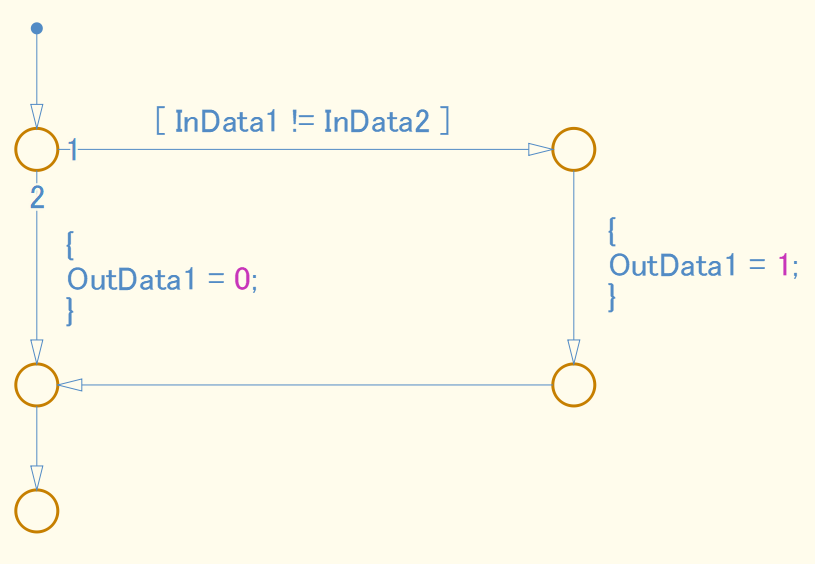 [ InData1 != InData2 ]
1
2
{
OutData1 = 0;
}
{
OutData1 = 1;
}